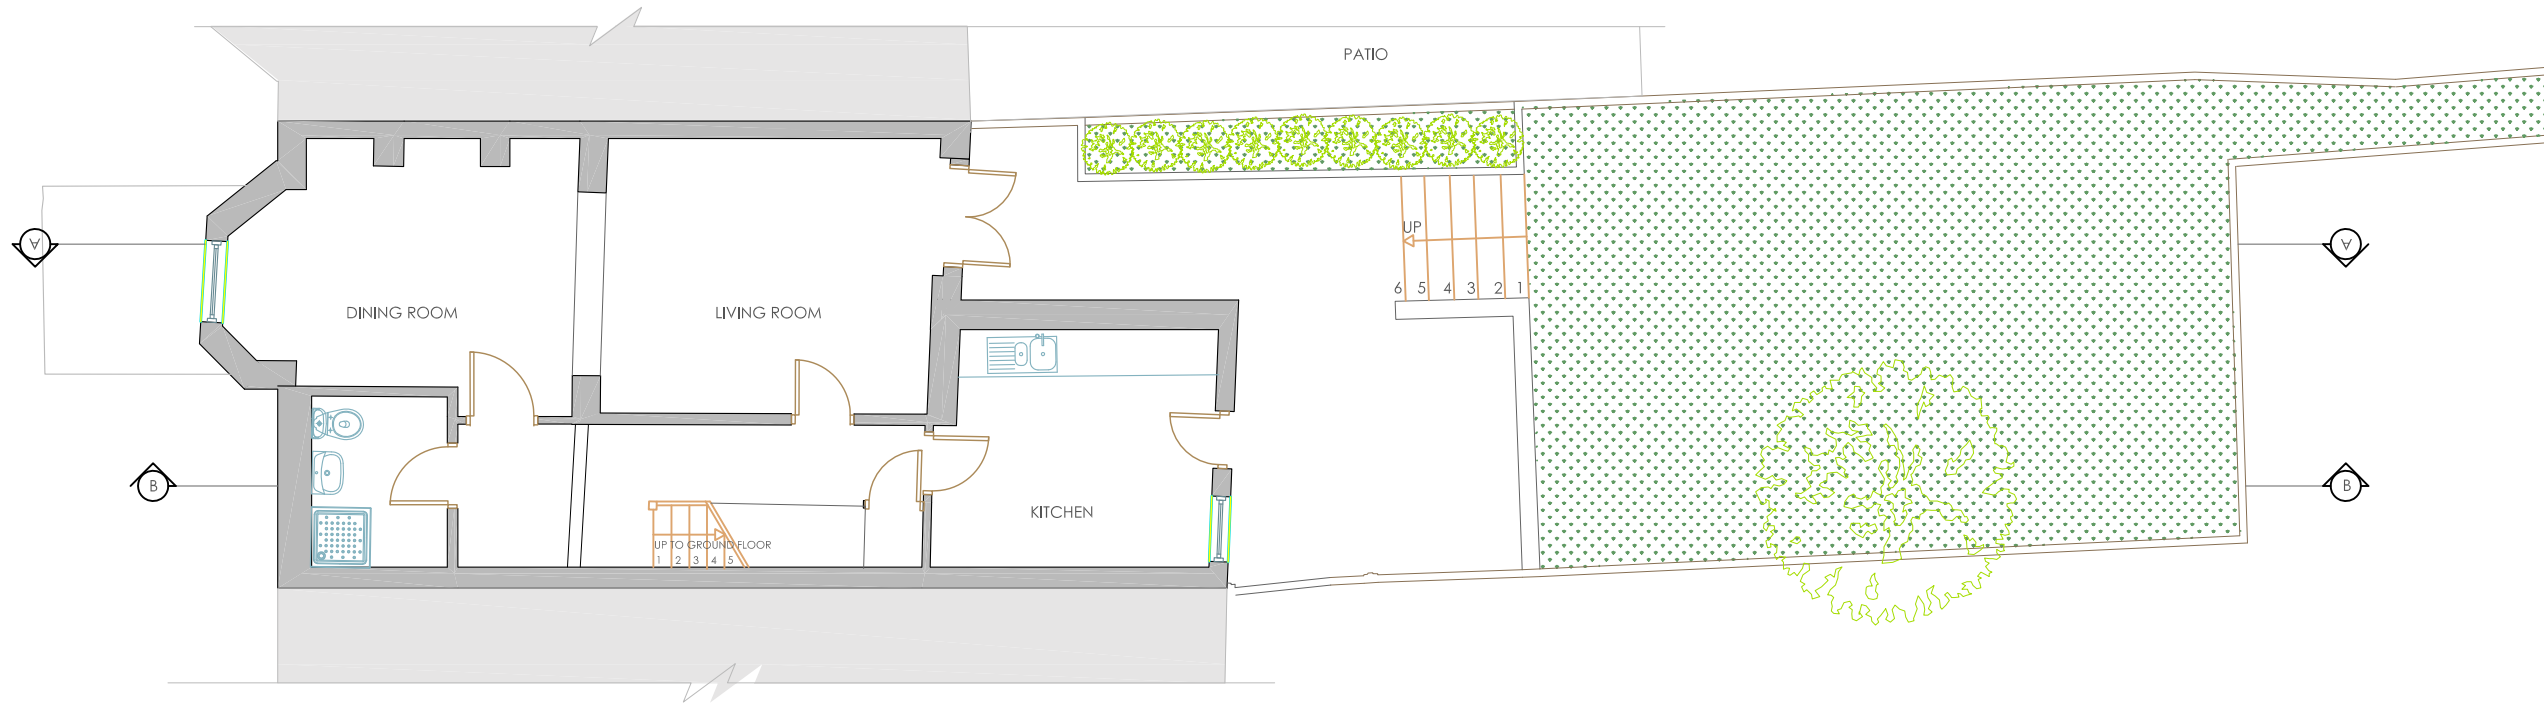 PATIO
A
A
UP
6 5 4 3 2 1
DINING ROOM
LIVING ROOM
B
B
KITCHEN
UP TO GROUND FLOOR
1 2 3 4 5